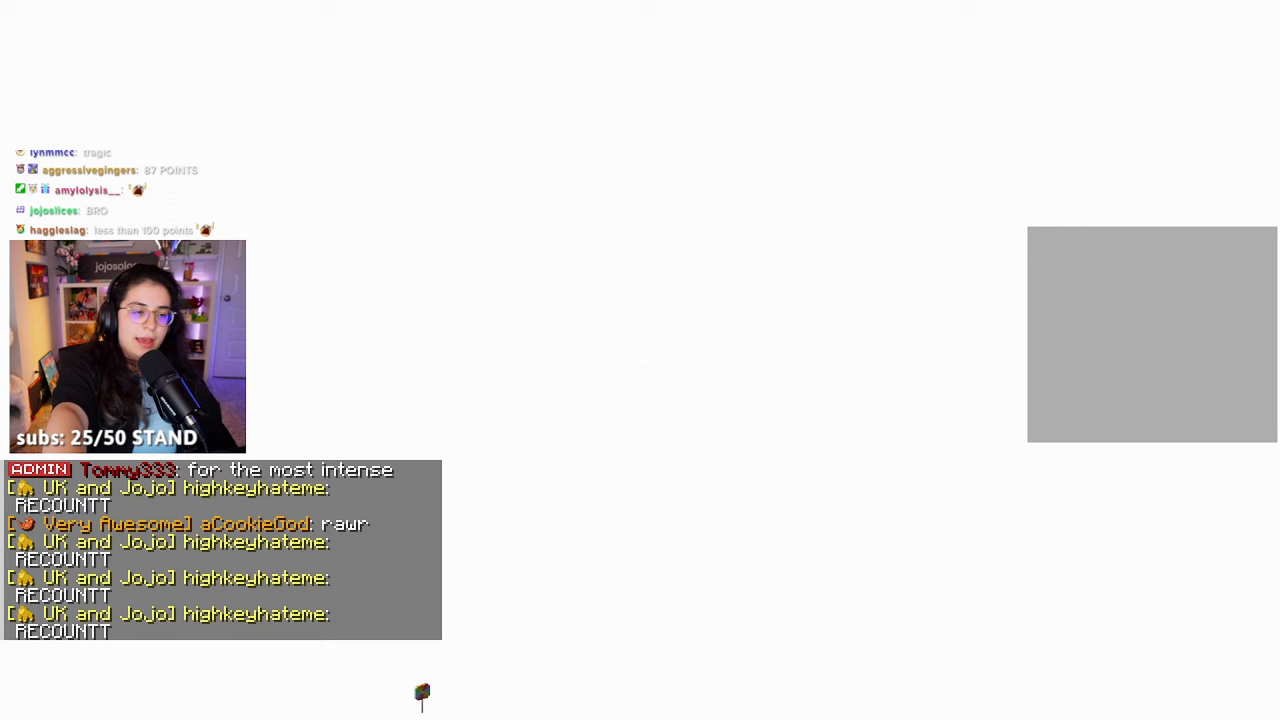 lynmmcc: tragic
aggressivegingers: 87 POINTS
amylolysis__:
jojoslices: BRO
haggleslag: less than 100 points
jojosolos
subs: 25/50 STAND
[ADMIN] Tommy333: for the most intense
[UK and Jojo] highkeyhateme:
RECOUNTT
[Very Awesome] aCookieGod: rawr
[UK and Jojo] highkeyhateme:
RECOUNTT
[UK and Jojo] highkeyhateme:
RECOUNTT
[UK and Jojo] highkeyhateme:
RECOUNTT